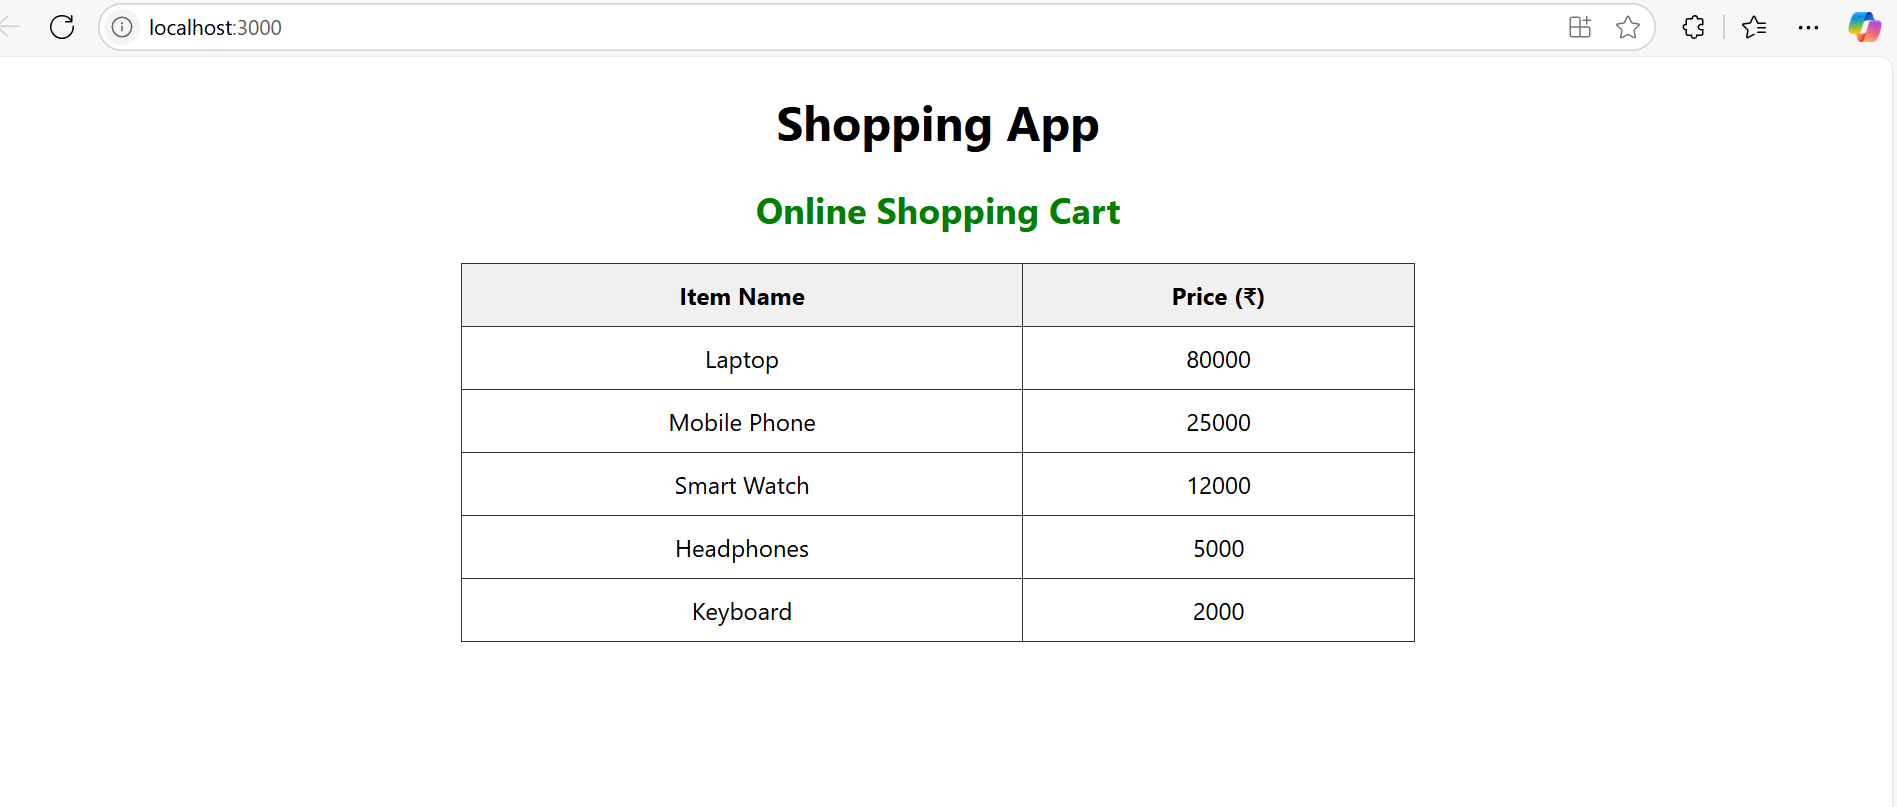 localhost:3000
Shopping App
Online Shopping Cart
Item Name Price (₹)
Laptop 80000
Mobile Phone 25000
Smart Watch 12000
Headphones 5000
Keyboard 2000